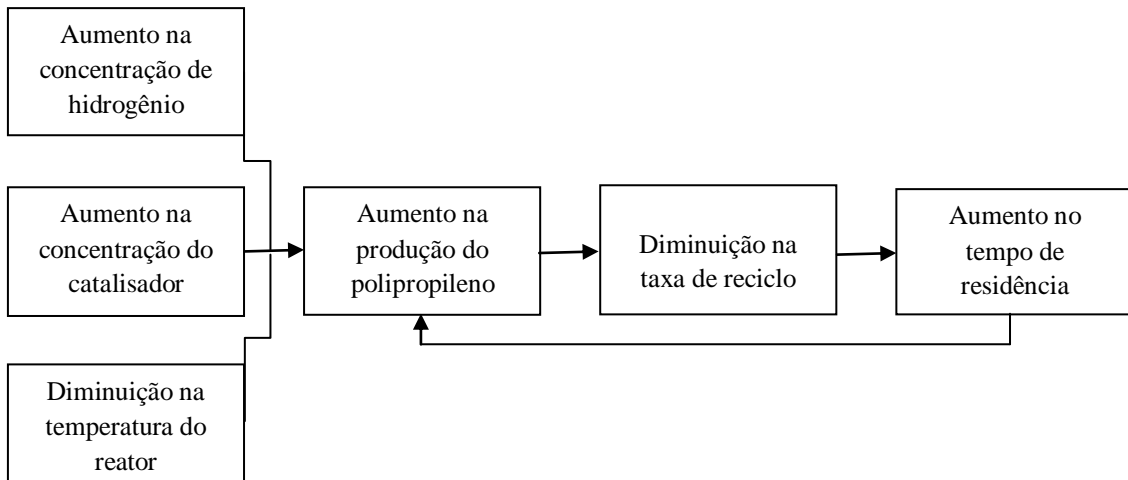 Aumento na
concentração de
hidrogênio
Aumento na
concentração do
catalisador
Diminuição na
temperatura do
reator
Aumento na
produção do
polipropileno
Diminuição na
taxa de reciclo
Aumento no
tempo de
residência